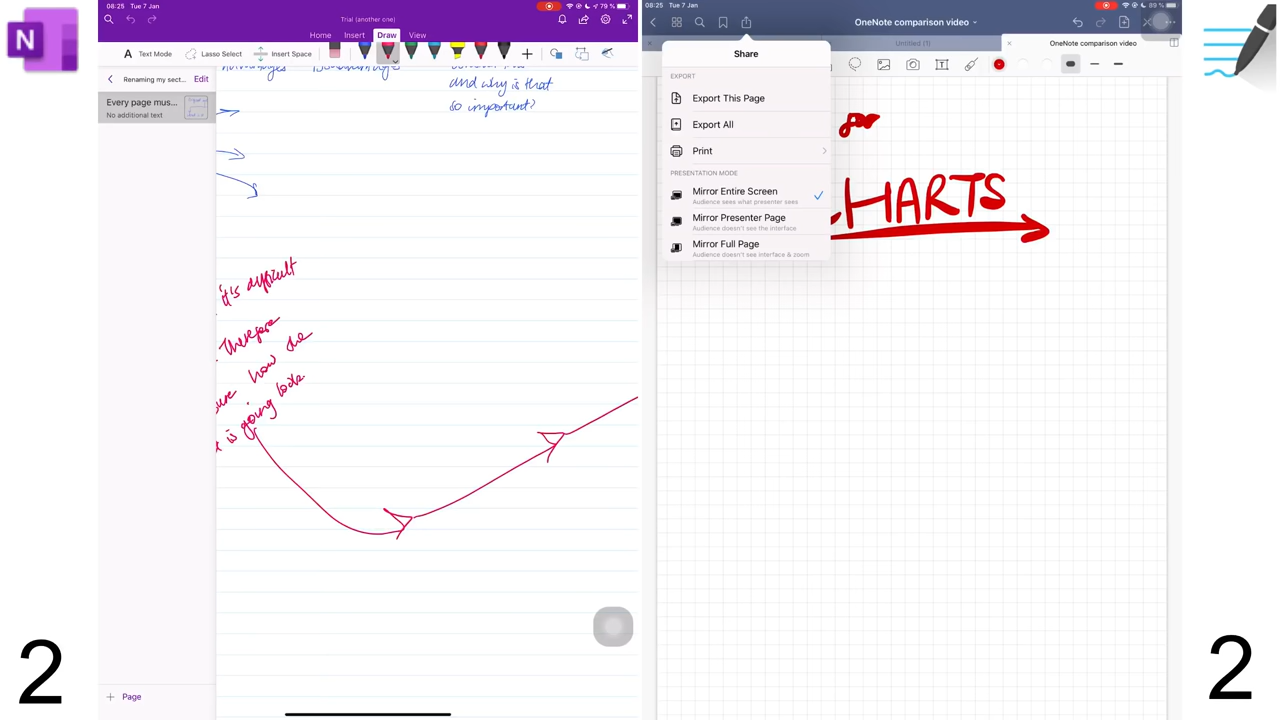 N
2
08:25 Tue 7 Jan
79 %
Trial (another one)
Home
Insert
Draw
View
A Text Mode
Lasso Select
Insert Space
Renaming my sect...
Edit
Every page mus...
No additional text
and why is that
so important?
it's difficult
Therefore
how the
is going look
Page
08:25 Tue 7 Jan
89 %
OneNote comparison video
Untitled (1)
OneNote comparison video
Share
EXPORT
Export This Page
Export All
Print
PRESENTATION MODE
Mirror Entire Screen
Audience sees what presenter sees
Mirror Presenter Page
Audience doesn't see the interface
Mirror Full Page
Audience doesn't see interface & zoom
HARTS
2